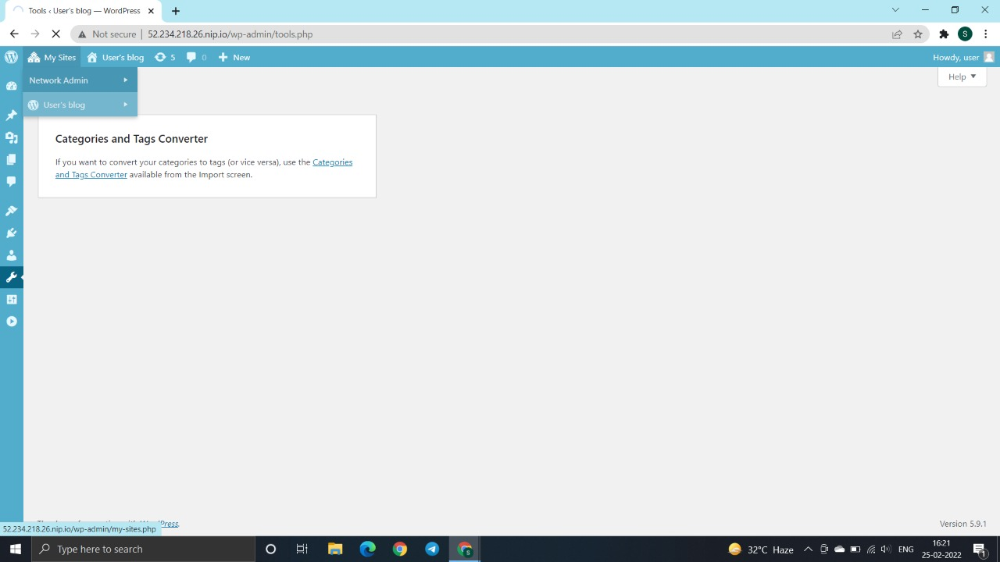 Tools ‹ User's blog — WordPress
Not secure | 52.234.218.26.nip.io/wp-admin/tools.php
S
My Sites User's blog 5 0 New Howdy, user
Network Admin
User's blog
Help
Categories and Tags Converter
If you want to convert your categories to tags (or vice versa), use the Categories
and Tags Converter available from the Import screen.
WordPress.
Version 5.9.1
52.234.218.26.nip.io/wp-admin/my-sites.php
Type here to search
S
32°C Haze
ENG
16:21
25-02-2022
1